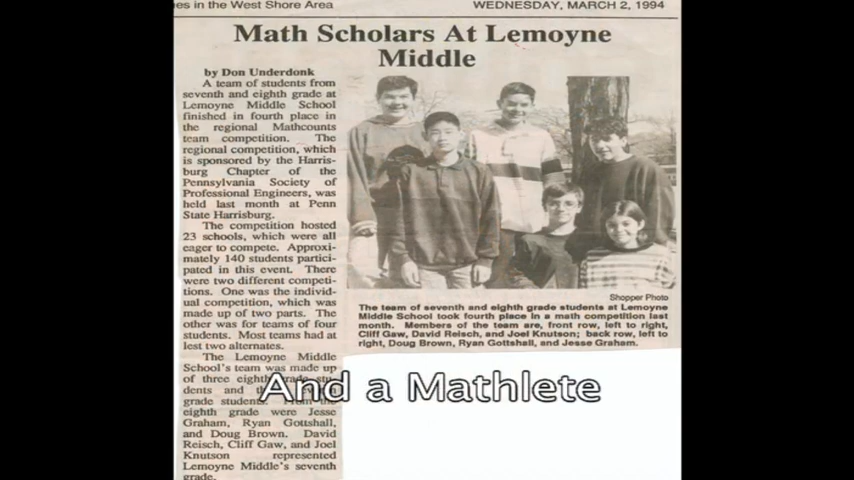 es in the West Shore Area
WEDNESDAY, MARCH 2, 1994
Math Scholars At Lemoyne
Middle
by Don Underdonk
A team of students from
seventh and eighth grade at
Lemoyne Middle School
finished in fourth place in
the regional Mathcounts
team competition. The
regional competition, which
is sponsored by the Harris-
burg Chapter of the
Pennsylvania Society of
Professional Engineers, was
held last month at Penn
State Harrisburg.
The competition hosted
23 schools, which were all
eager to compete. Approxi-
mately 140 students partici-
pated in this event. There
were two different competi-
tions. One was the individ-
ual competition, which was
made up of two parts. The
other was for teams of four
students. Most teams had at
lest two alternates.
The Lemoyne Middle
School's team was made up
of three eighth grade stu-
dents and
grade students. From the
eighth grade were Jesse
Graham, Ryan Gottshall,
and Doug Brown. David
Reisch, Cliff Gaw, and Joel
Knutson represented
Lemoyne Middle's seventh
grade.
Shopper Photo
The team of seventh and eighth grade students at Lemoyne
Middle School took fourth place in a math competition last
month. Members of the team are, front row, left to right,
Cliff Gaw, David Reisch, and Joel Knutson; back row, left to
right, Doug Brown, Ryan Gottshall, and Jesse Graham.
And a Mathlete